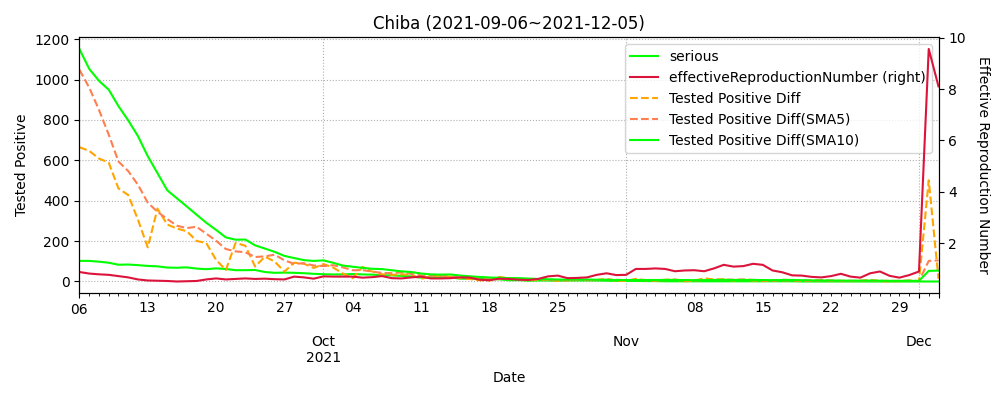 Chiba (2021-09-06~2021-12-05)
1200
1000
800
600
400
200
0
Tested Positive
10
8
6
4
2
Effective Reproduction Number
serious
effectiveReproductionNumber (right)
Tested Positive Diff
Tested Positive Diff(SMA5)
Tested Positive Diff(SMA10)
06 13 20 27 04 11 18 25 08 15 22 29
Oct Nov Dec
2021
Date